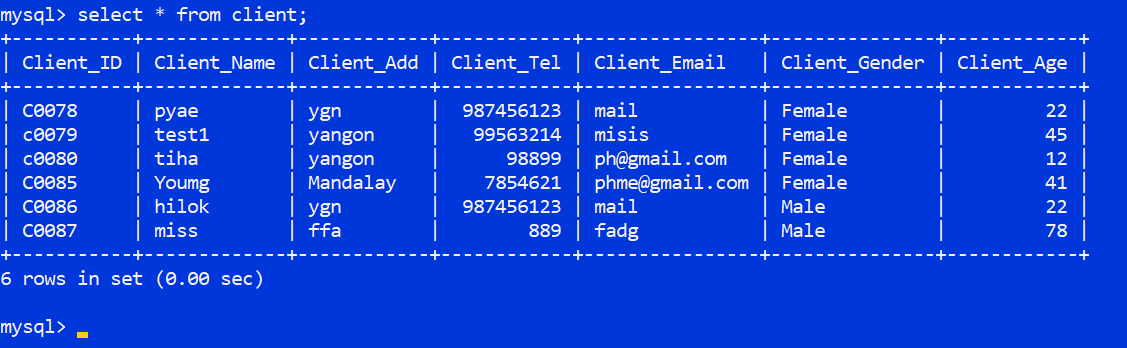 mysql> select * from client;
+-----------+-------------+------------+------------+----------------+---------------+------------+
| Client_ID | Client_Name | Client_Add | Client_Tel | Client_Email   | Client_Gender | Client_Age |
+-----------+-------------+------------+------------+----------------+---------------+------------+
| C0078     | pyae        | ygn        |  987456123 | mail           | Female        |         22 |
| c0079     | test1       | yangon     |   99563214 | misis          | Female        |         45 |
| c0080     | tiha        | yangon     |      98899 | ph@gmail.com   | Female        |         12 |
| C0085     | Youmg       | Mandalay   |    7854621 | phme@gmail.com | Female        |         41 |
| C0086     | hilok       | ygn        |  987456123 | mail           | Male          |         22 |
| C0087     | miss        | ffa        |        889 | fadg           | Male          |         78 |
+-----------+-------------+------------+------------+----------------+---------------+------------+
6 rows in set (0.00 sec)
mysql>